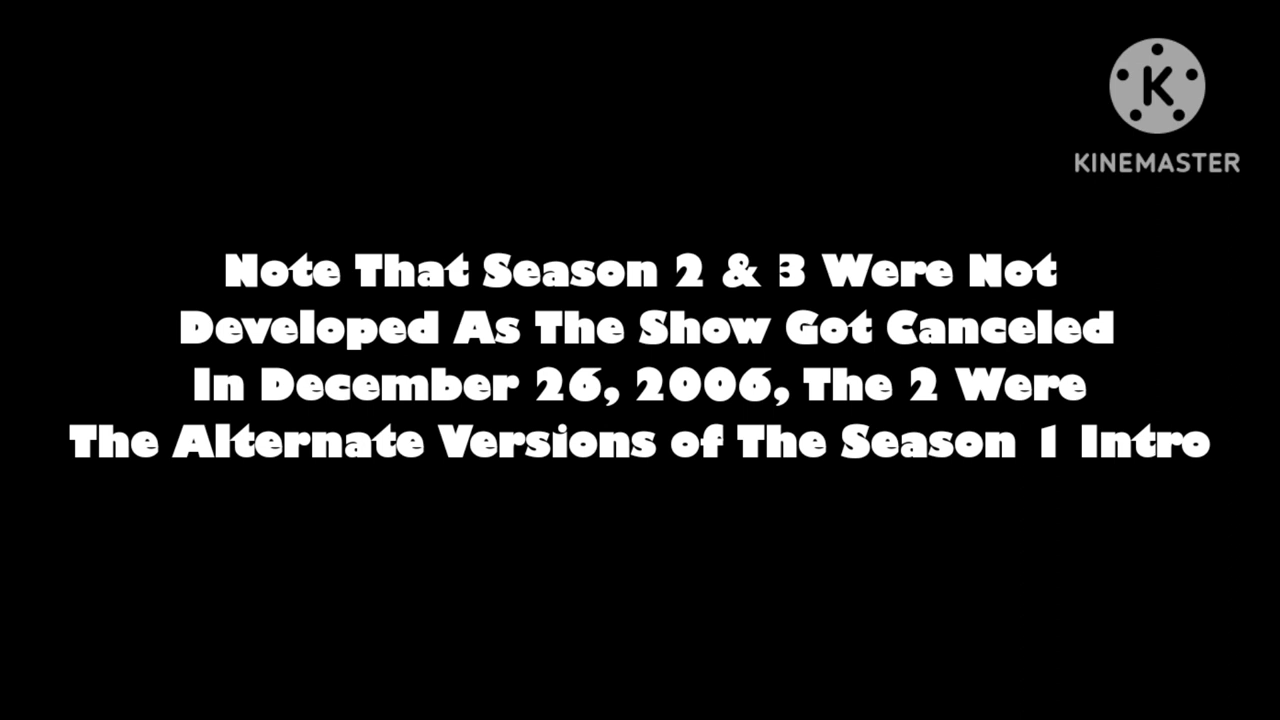 K
KINEMASTER
Note That Season 2 & 3 Were Not
Developed As The Show Got Canceled
In December 26, 2006, The 2 Were
The Alternate Versions of The Season 1 Intro